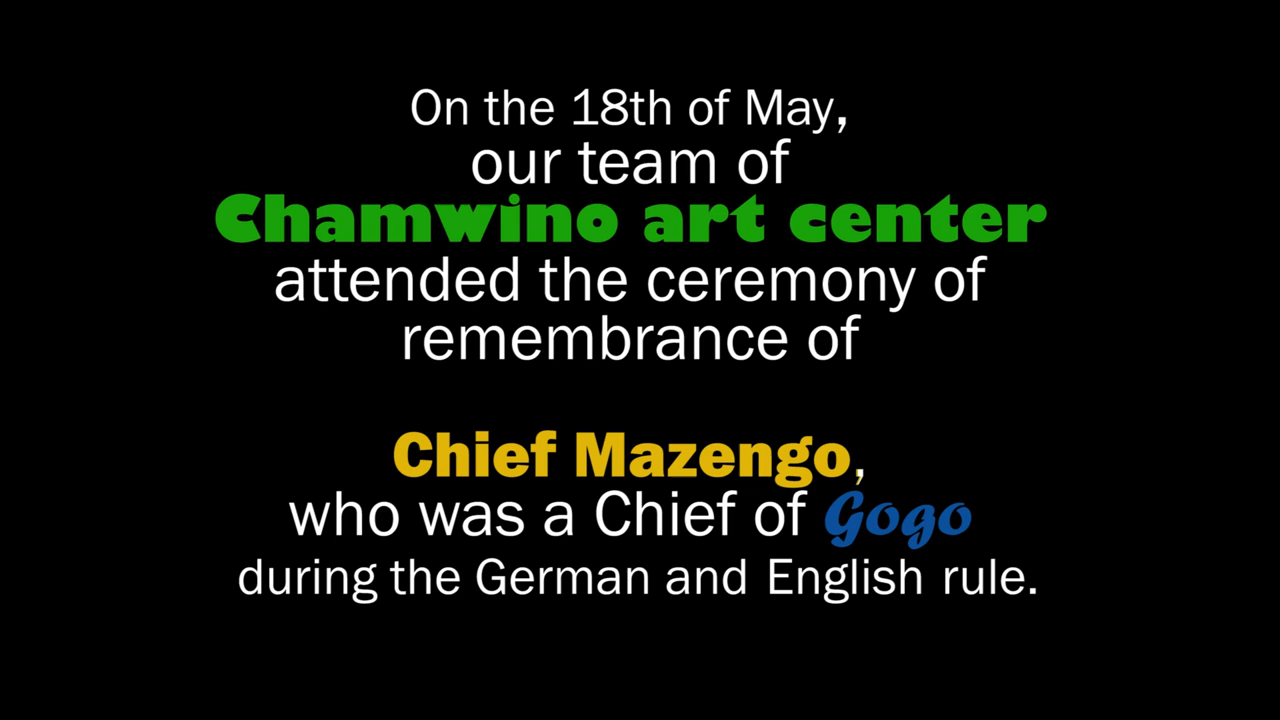 On the 18th of May,
our team of
Chamwino art center
attended the ceremony of
remembrance of
Chief Mazengo,
who was a Chief of Gogo
during the German and English rule.